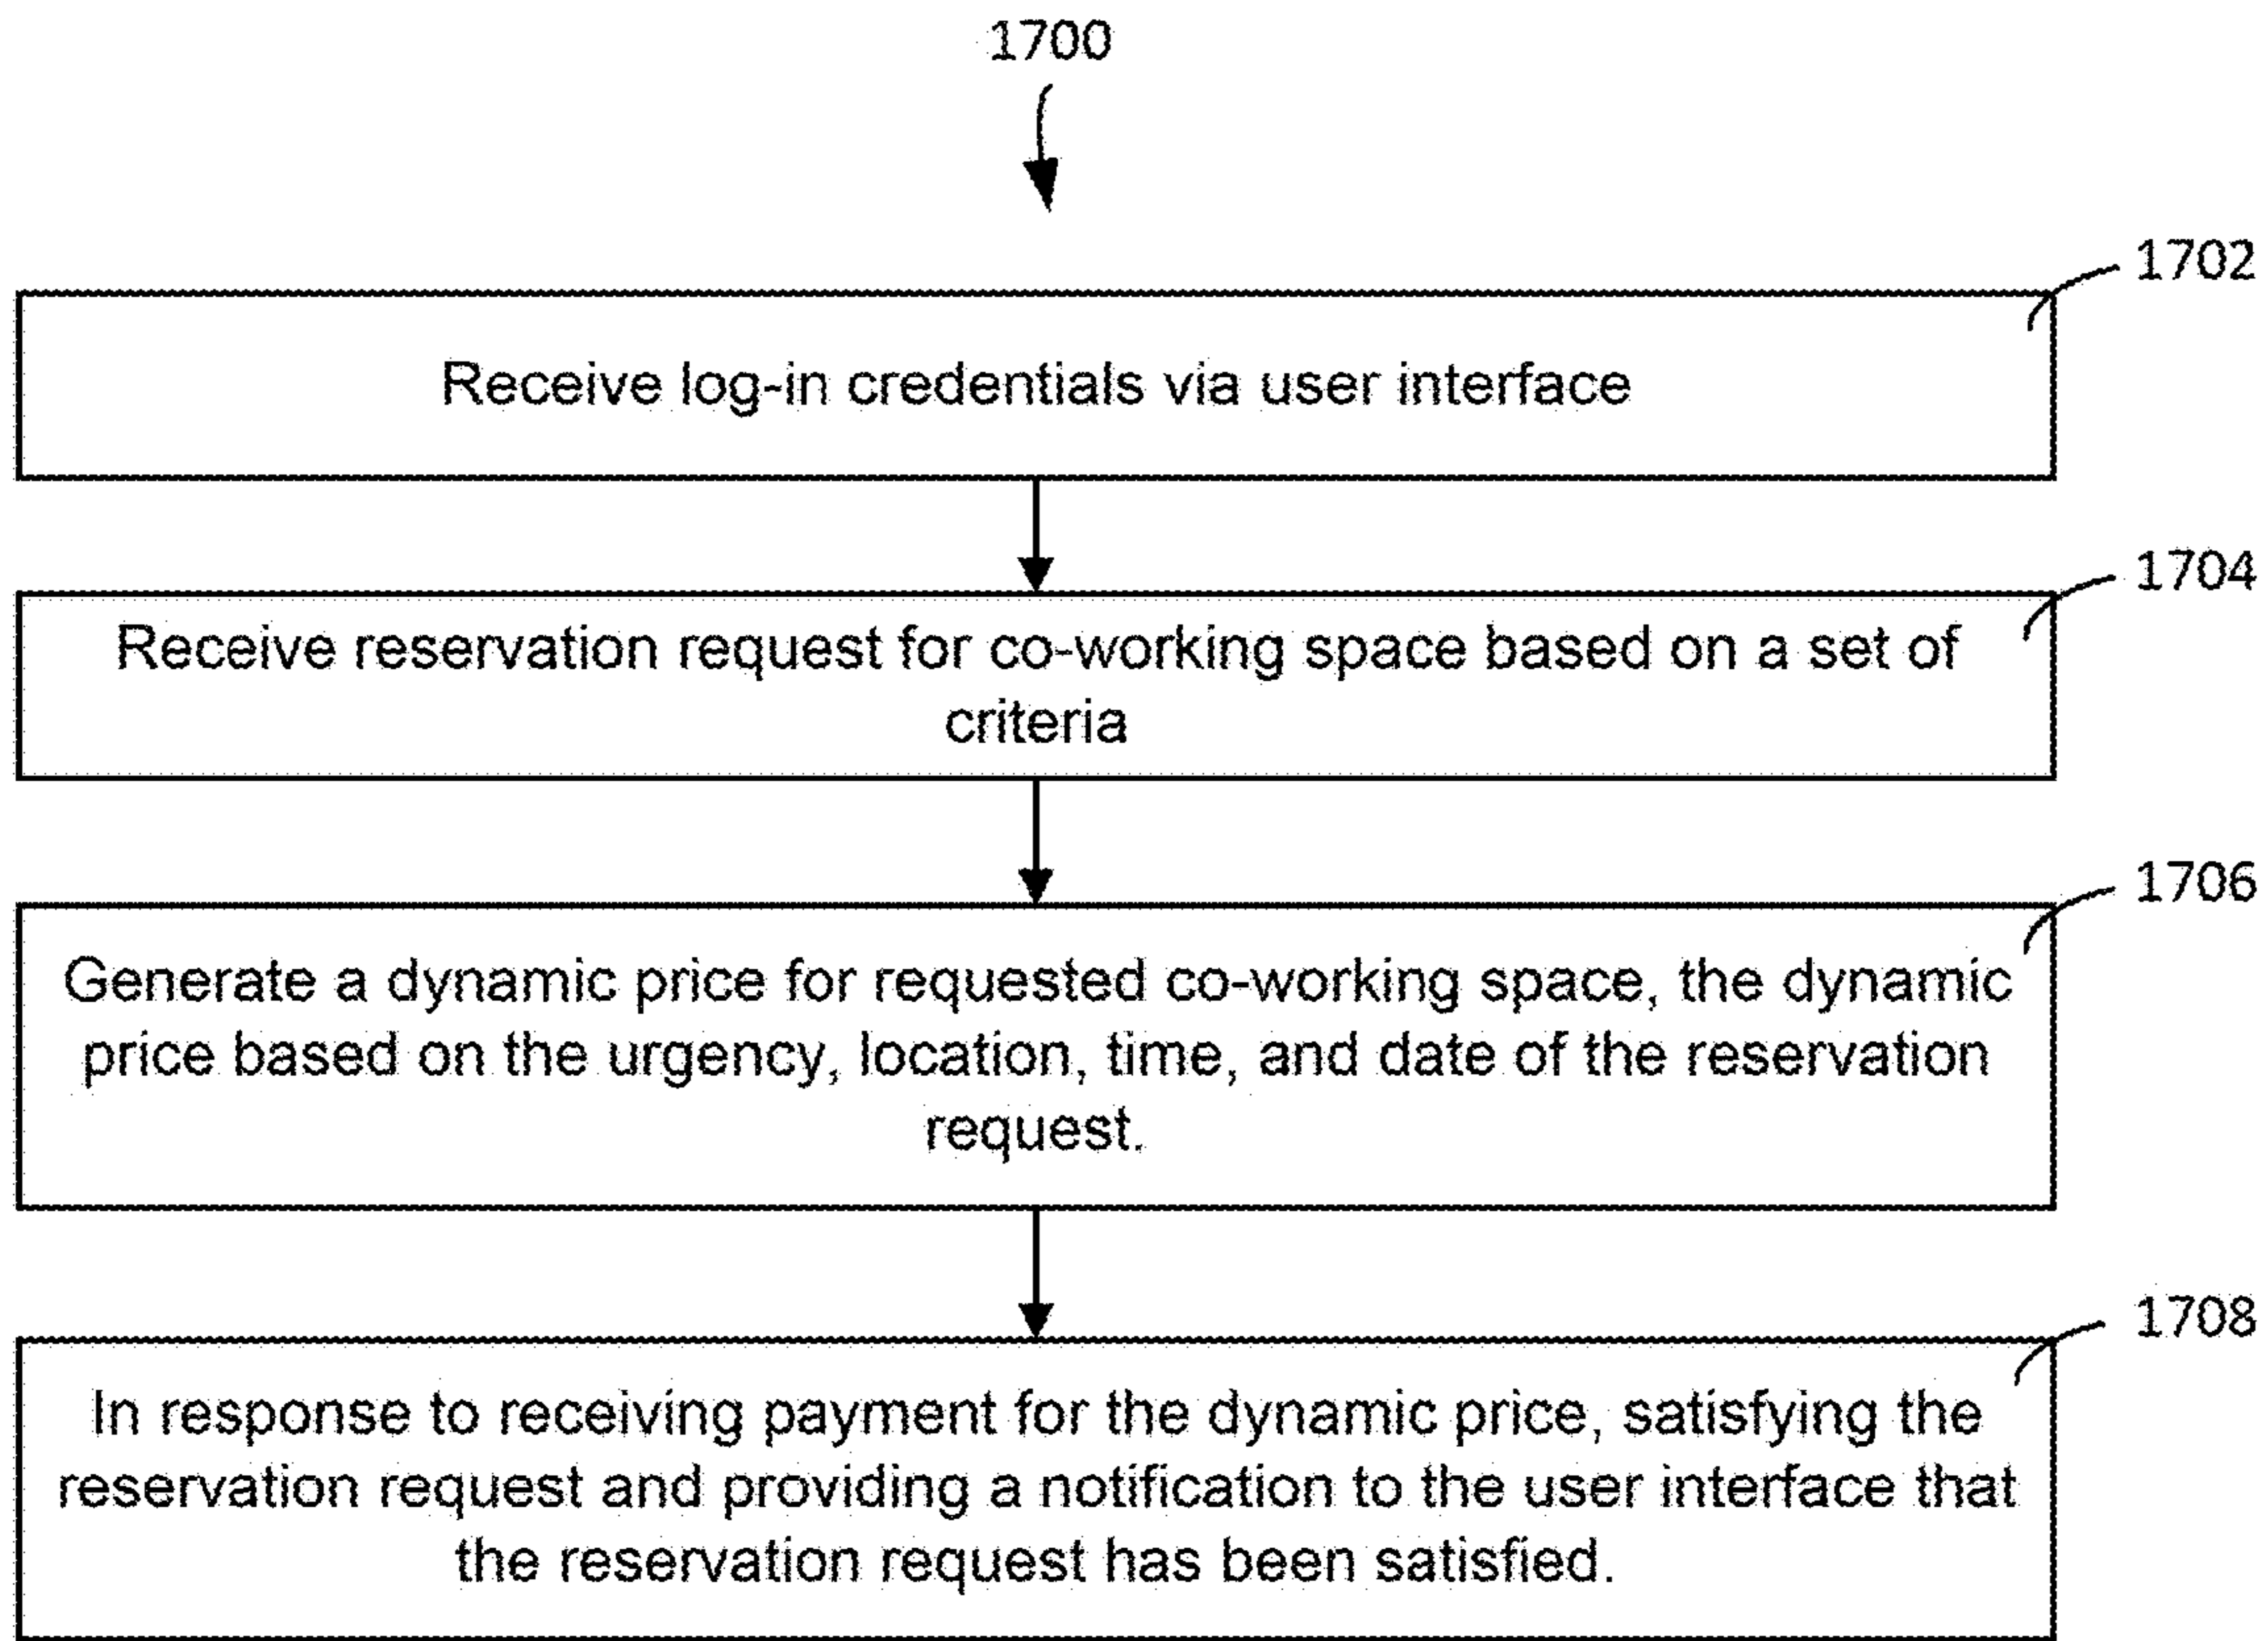 1700
1702
Receive log-in credentials via user interface
1704
Receive reservation request for co-working space based on a set of
criteria
1706
Generate a dynamic price for requested co-working space, the dynamic
price based on the urgency, location, time, and date of the reservation
request.
1708
In response to receiving payment for the dynamic price, satisfying the
reservation request and providing a notification to the user interface that
the reservation request has been satisfied.